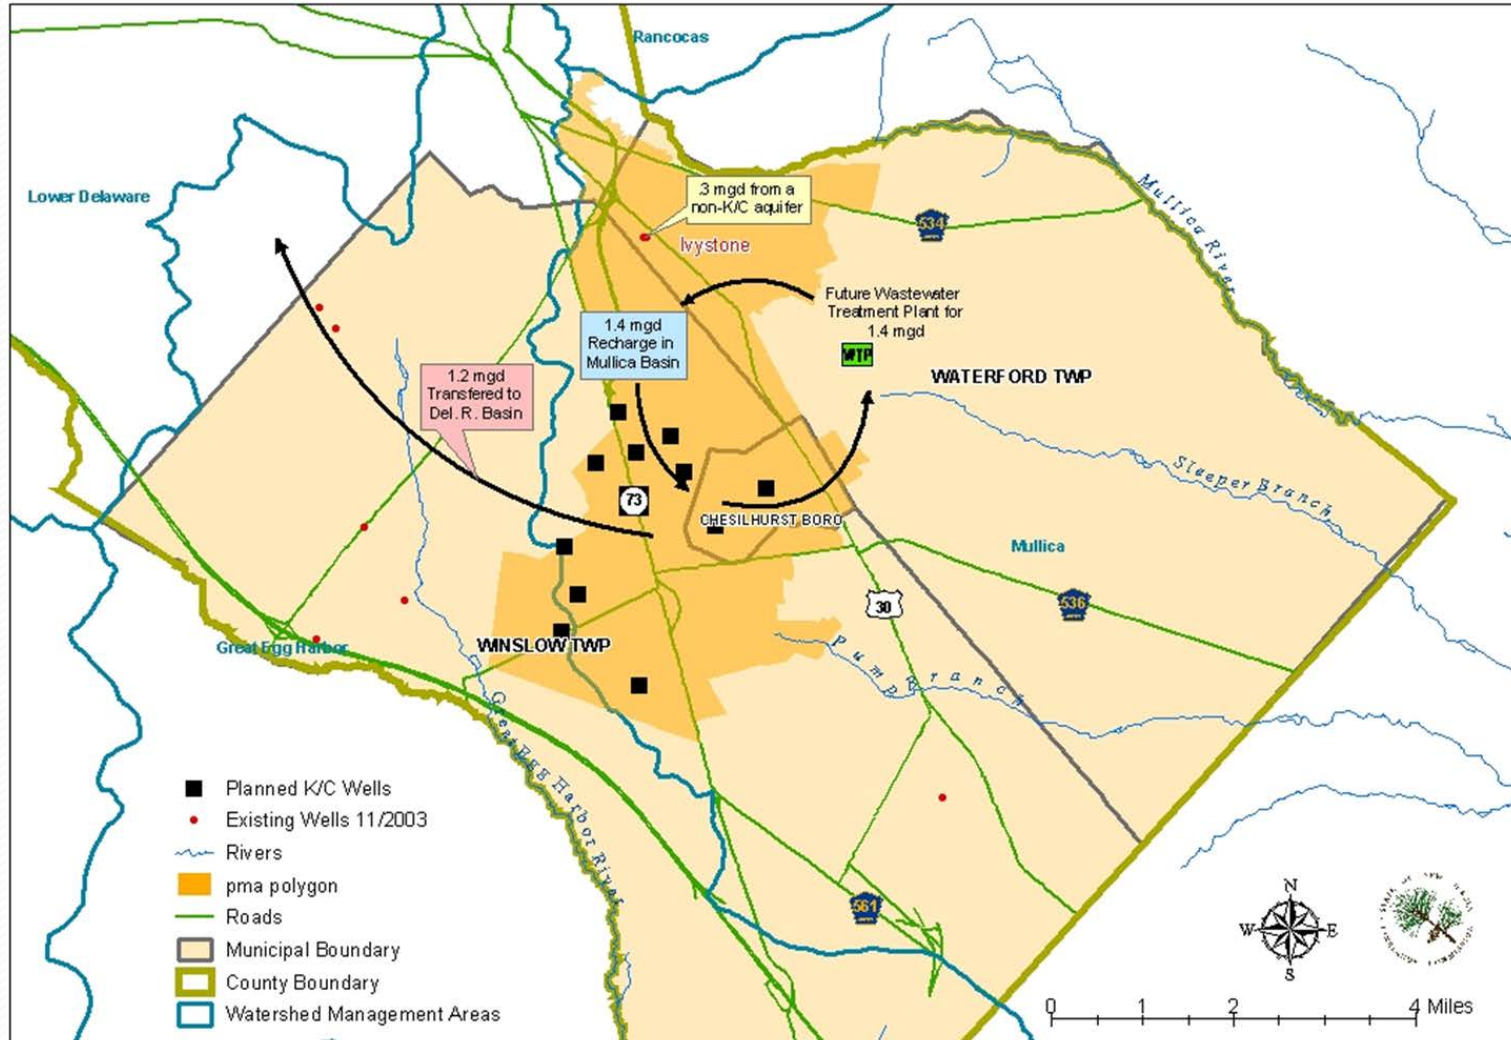 Rancocas
Lower Delaware
.3 mgd from a
non-K/C aquifer
Ivystone
Mullica River
534
Future Wastewater
Treatment Plant for
1.4 mgd
WTP
1.4 mgd
Recharge in
Mullica Basin
1.2 mgd
Transfered to
Del. R. Basin
WATERFORD TWP
Sleeper Branch
73
CHESILHURST BORO
Mullica
536
30
Great Egg Harbor
WINSLOW TWP
Pump Branch
Great Egg Harbor River
561
Planned K/C Wells
Existing Wells 11/2003
Rivers
pma polygon
Roads
Municipal Boundary
County Boundary
Watershed Management Areas
N
W E
S
0 1 2 4 Miles